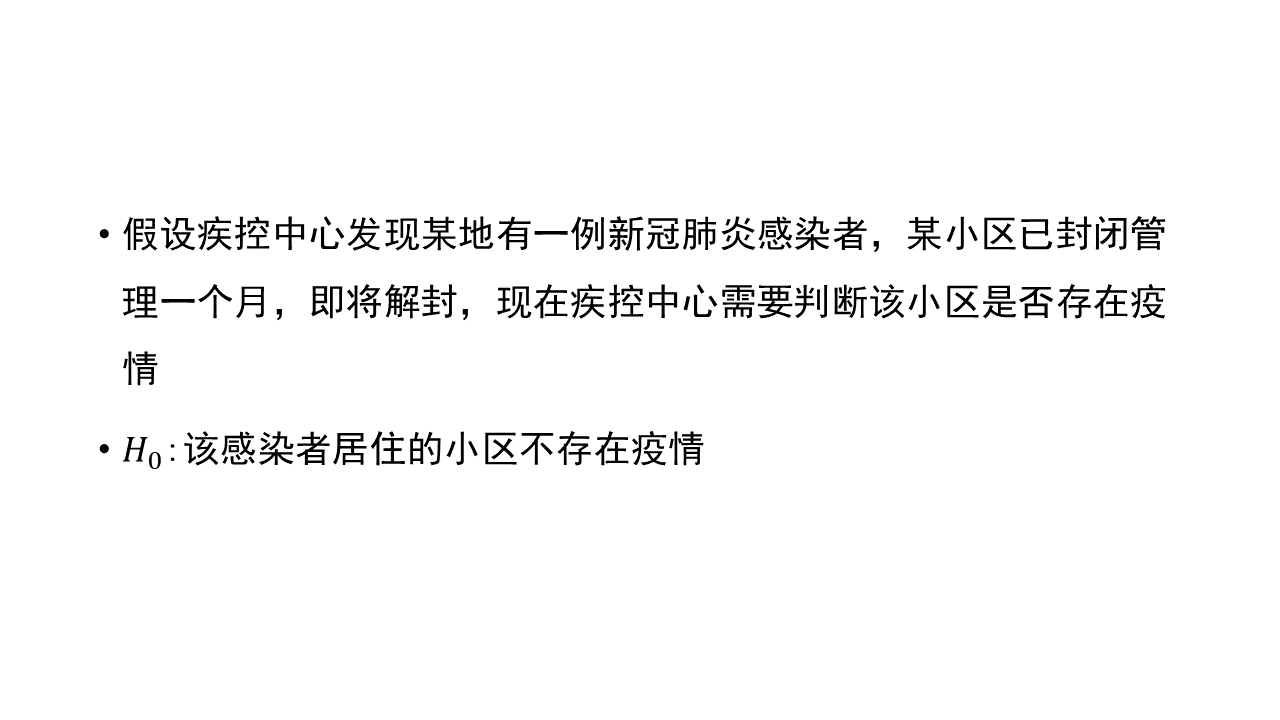 • 假设疾控中心发现某地有一例新冠肺炎感染者，某小区已封闭管
理一个月，即将解封，现在疾控中心需要判断该小区是否存在疫
情
• H₀:该感染者居住的小区不存在疫情